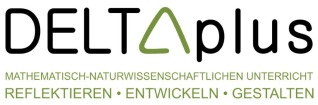 DELTAplus
MATHEMATISCH-NATURWISSENSCHAFTLICHEN UNTERRICHT
REFLEKTIEREN • ENTWICKELN • GESTALTEN